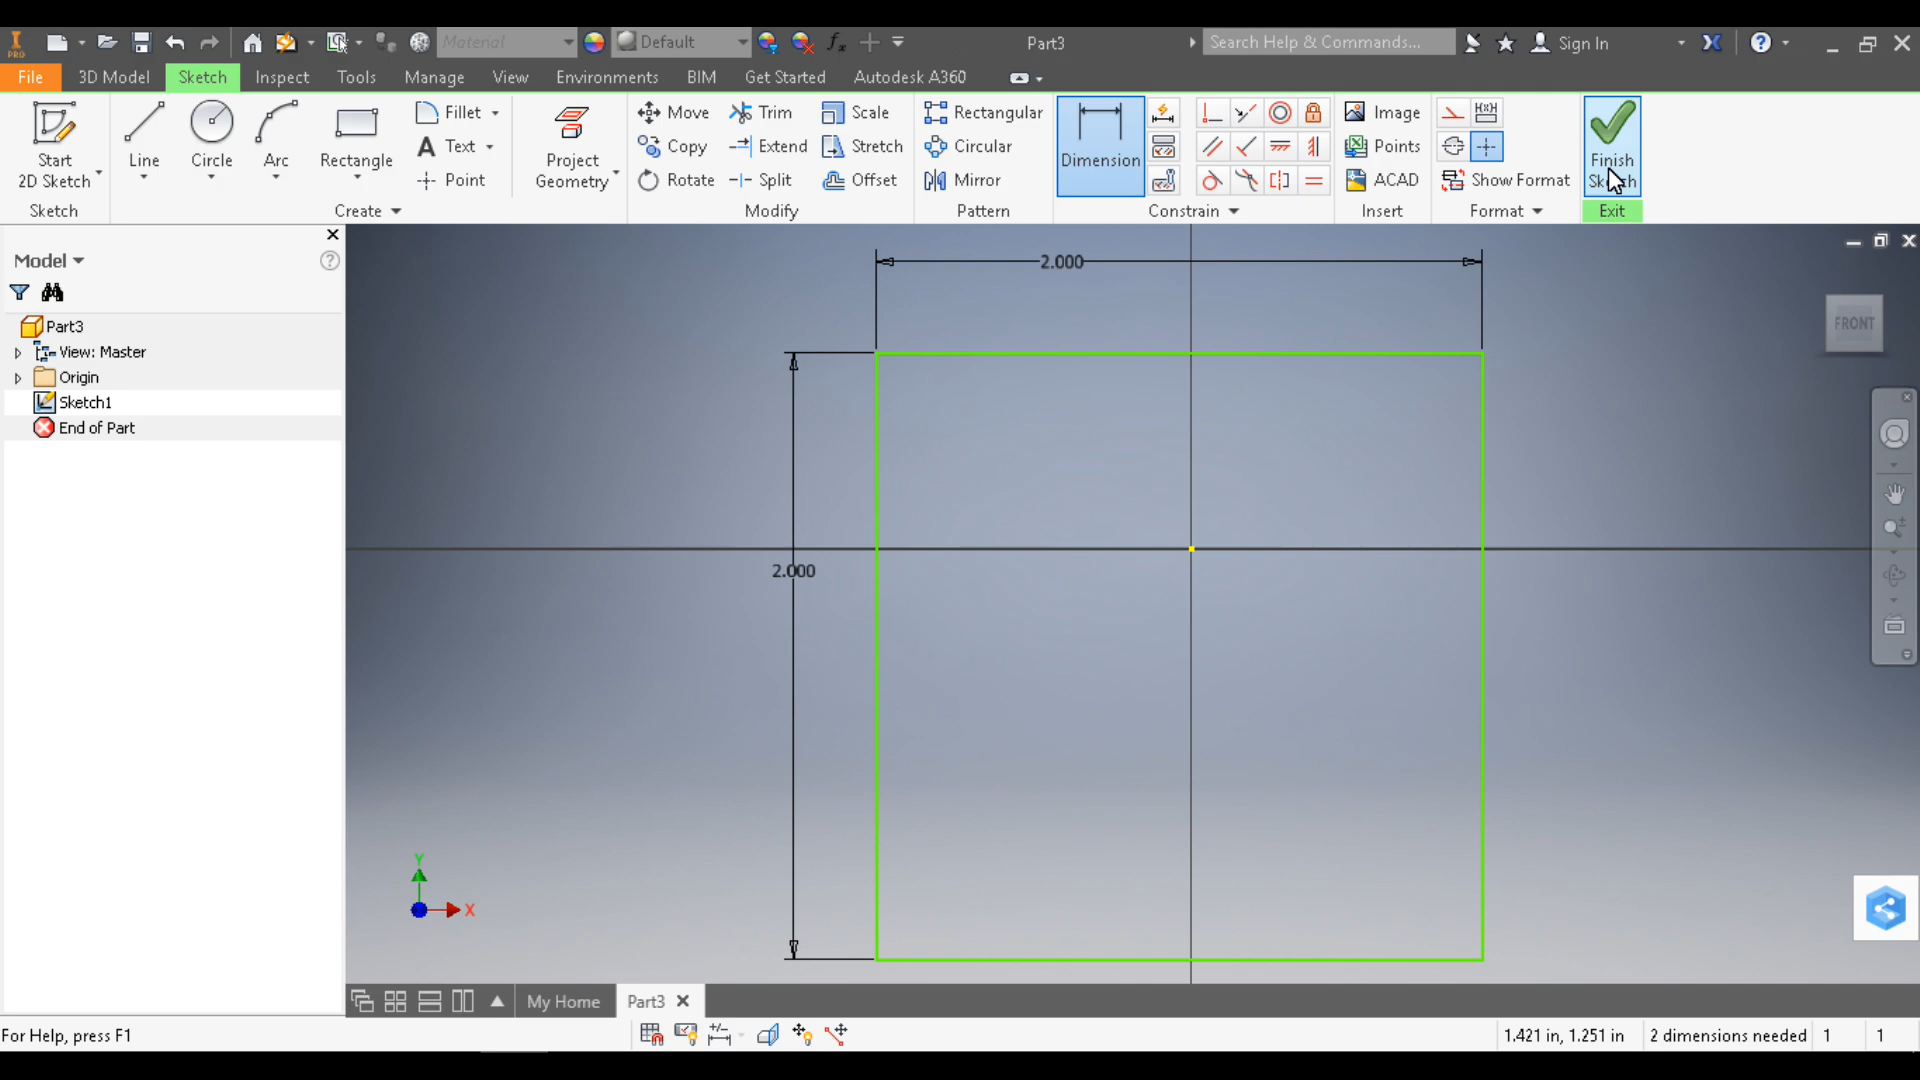 PRO Material Default Part3 Search Help & Commands... Sign In
File 3D Model Sketch Inspect Tools Manage View Environments BIM Get Started Autodesk A360
Start
2D Sketch
Line
Circle
Arc
Rectangle
Fillet
Text
Point
Project
Geometry
Move
Copy
Rotate
Trim
Extend
Split
Scale
Stretch
Offset
Rectangular
Circular
Mirror
Dimension
Image
Points
ACAD
Show Format
Finish
Sketch
Sketch Create Modify Pattern Constrain Insert Format Exit
Model
Part3
View: Master
Origin
Sketch1
End of Part
2.000
FRONT
2.000
Y
X
My Home Part3
For Help, press F1 1.421 in, 1.251 in 2 dimensions needed 1 1